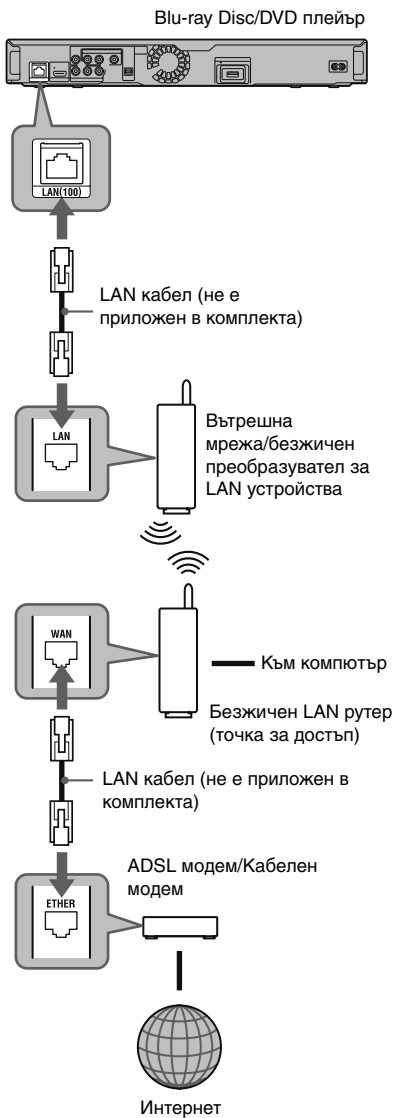 Blu-ray Disc/DVD плейър
LAN(100)
LAN кабел (не е
приложен в комплекта)
LAN
Вътрешна
мрежа/безжичен
преобразувател за
LAN устройства
WAN
Към компютър
Безжичен LAN рутер
(точка за достъп)
LAN кабел (не е приложен в
комплекта)
ADSL модем/Кабелен
модем
ETHER
Интернет